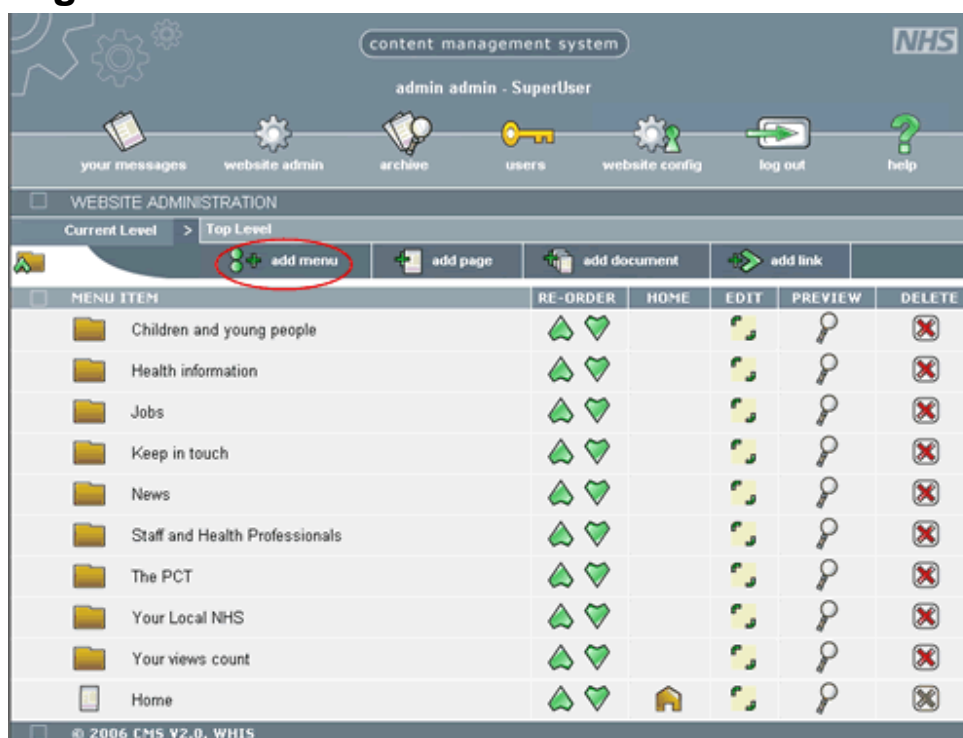 content management system
NHS
admin admin - SuperUser
your messages website admin archive users website config log out help
WEBSITE ADMINISTRATION
Current Level > Top Level
add menu add page add document add link
MENU ITEM RE-ORDER HOME EDIT PREVIEW DELETE
Children and young people
Health information
Jobs
Keep in touch
News
Staff and Health Professionals
The PCT
Your Local NHS
Your views count
Home
© 2006 CMS V2.0, WHIS